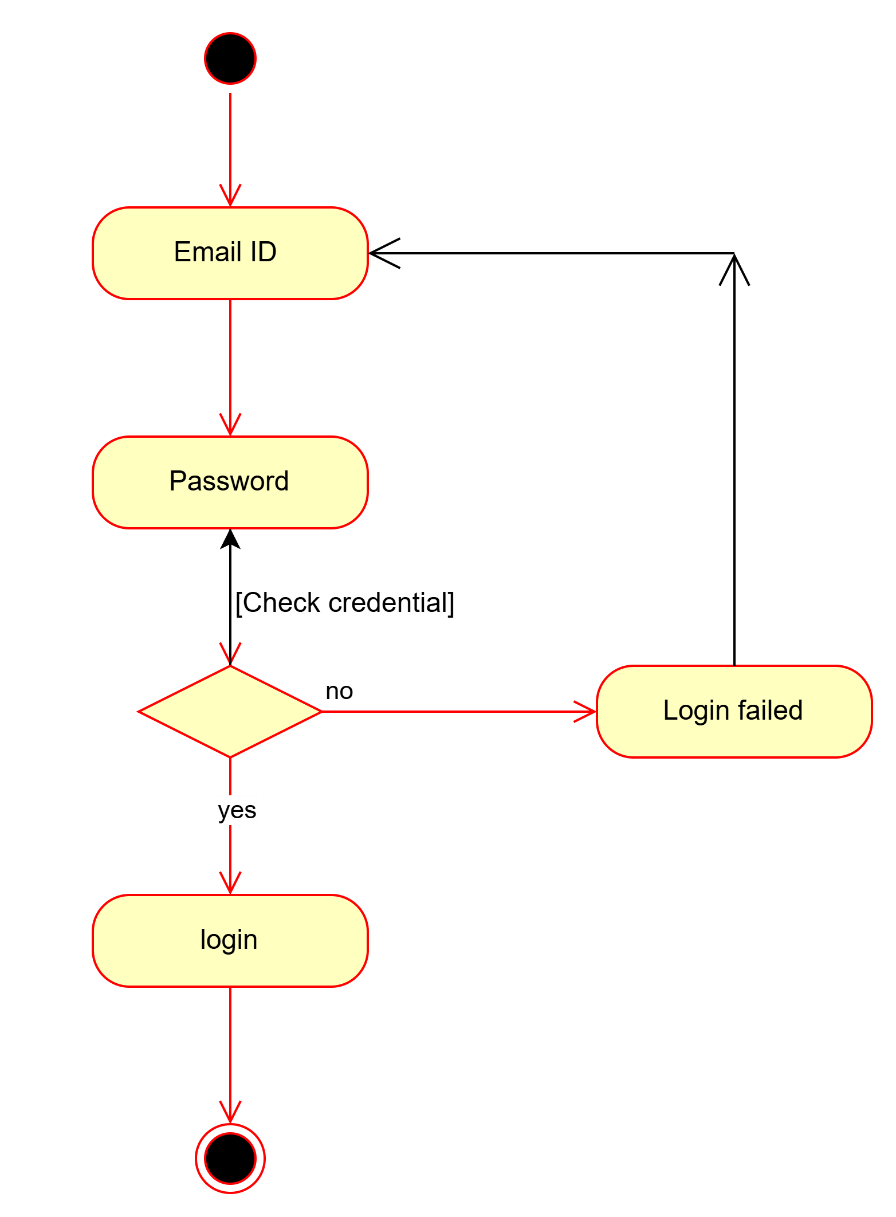 Email ID
Password
[Check credential]
no
Login failed
yes
login